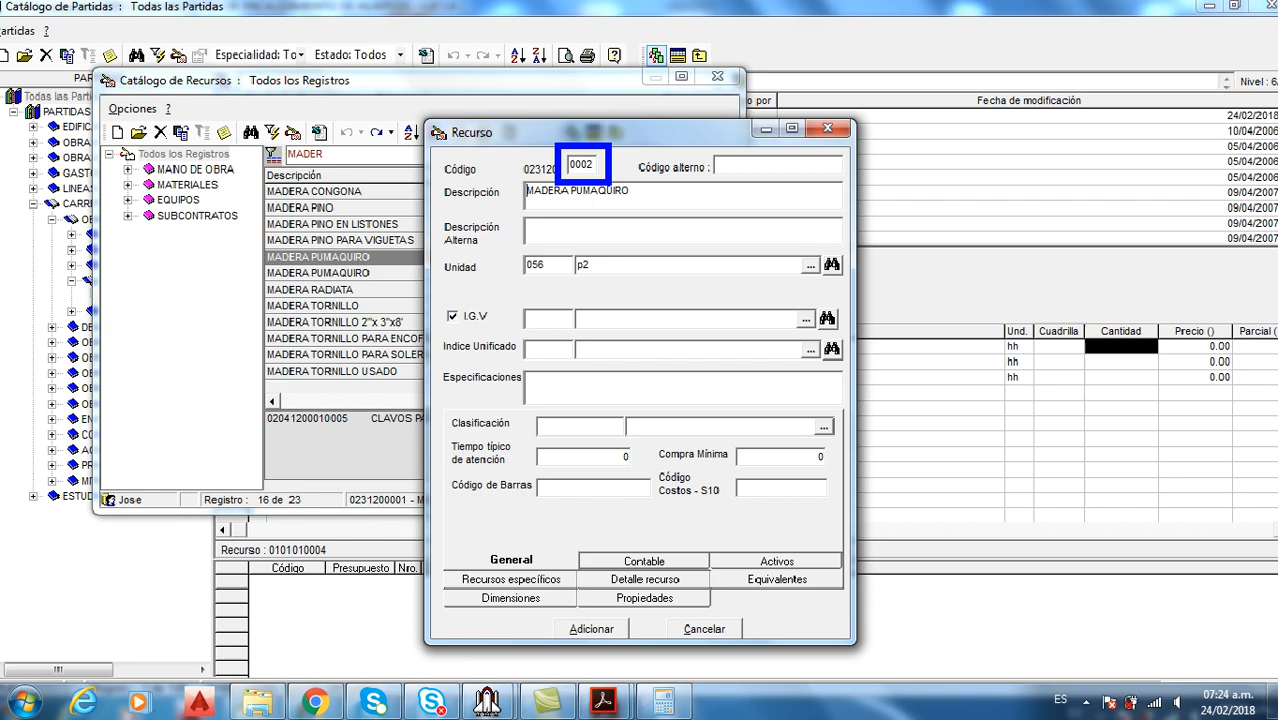 Catálogo de Partidas : Todas las Partidas
artidas ?
Especialidad: To
Estado: Todos
PAR
Catálogo de Recursos : Todos los Registros
Nivel : 6
Todas las Parti
PARTIDAS
EDIFIC
OBRA
OBRA
GAST
LINEAS
CARRE
OB
DE
OB
OB
OB
OB
OB
EN
CO
AC
PR
MI
ESTUD
Opciones ?
Todos los Registros
MANO DE OBRA
MATERIALES
EQUIPOS
SUBCONTRATOS
MADER
Descripción
MADERA CONGONA
MADERA PINO
MADERA PINO EN LISTONES
MADERA PINO PARA VIGUETAS
MADERA PUMAQUIRO
MADERA PUMAQUIRO
MADERA RADIATA
MADERA TORNILLO
MADERA TORNILLO 2"x 3"x8'
MADERA TORNILLO PARA ENCOF
MADERA TORNILLO PARA SOLER
MADERA TORNILLO USADO
02041200010005 CLAVOS PA
Jose
Registro : 16 de 23
0231200001 - M
Recurso
Código 023120 0002 Código alterno :
Descripción MADERA PUMAQUIRO
Descripción
Alterna
Unidad 056 p2 ...
I.G.V ...
Indice Unificado ...
Especificaciones
Clasificación ...
Tiempo típico
de atención 0
Compra Mínima 0
Código de Barras
Código
Costos - S10
General Contable Activos
Recursos específicos Detalle recurso Equivalentes
Dimensiones Propiedades
Adicionar Cancelar
o por Fecha de modificación
24/02/2018
10/04/2006
05/04/2006
05/04/2006
05/04/2006
09/04/2007
09/04/2007
09/04/2007
Und. Cuadrilla Cantidad Precio () Parcial (
hh 0.00
hh 0.00
hh 0.00
Recurso : 0101010004
Código Presupuesto Nro.
ES
07:24 a.m.
24/02/2018